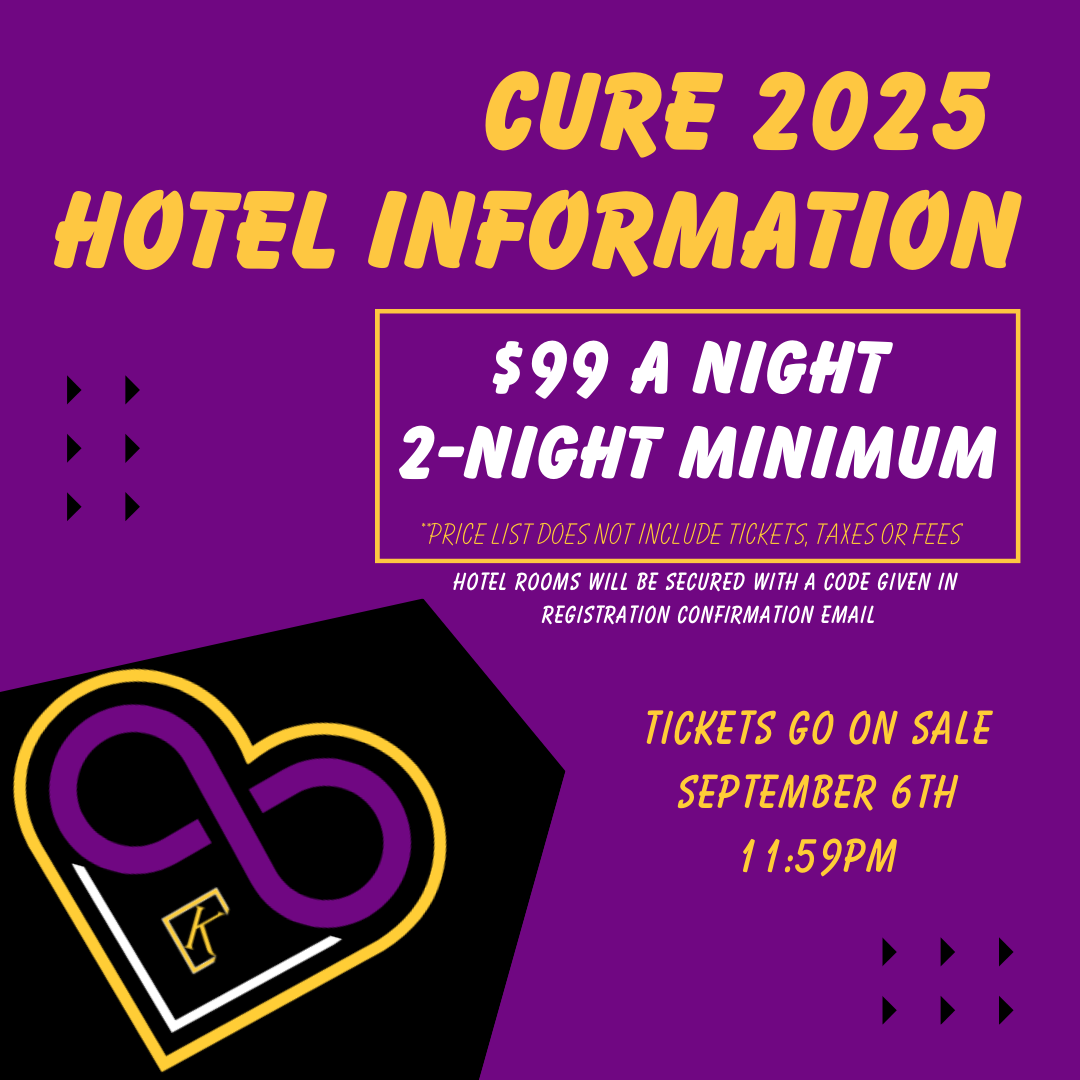 CURE 2025
HOTEL INFORMATION
$99 A NIGHT
2-NIGHT MINIMUM
**PRICE LIST DOES NOT INCLUDE TICKETS, TAXES OR FEES
HOTEL ROOMS WILL BE SECURED WITH A CODE GIVEN IN
REGISTRATION CONFIRMATION EMAIL
TICKETS GO ON SALE
SEPTEMBER 6TH
11:59PM
K